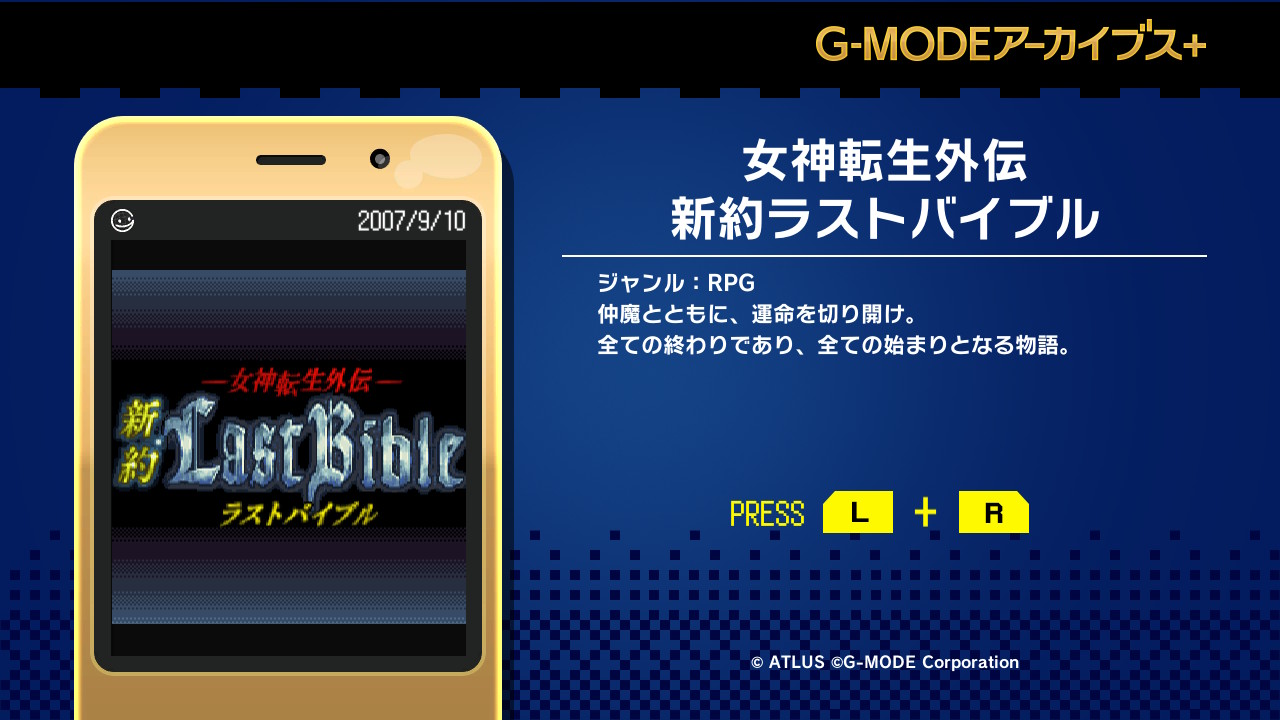 G-MODEアーカイブス+
2007/9/10
―女神転生外伝―
新約 Last Bible
ラストバイブル
女神転生外伝
新約ラストバイブル
ジャンル：RPG
仲魔とともに、運命を切り開け。
全ての終わりであり、全ての始まりとなる物語。
PRESS L + R
© ATLUS ©G-MODE Corporation